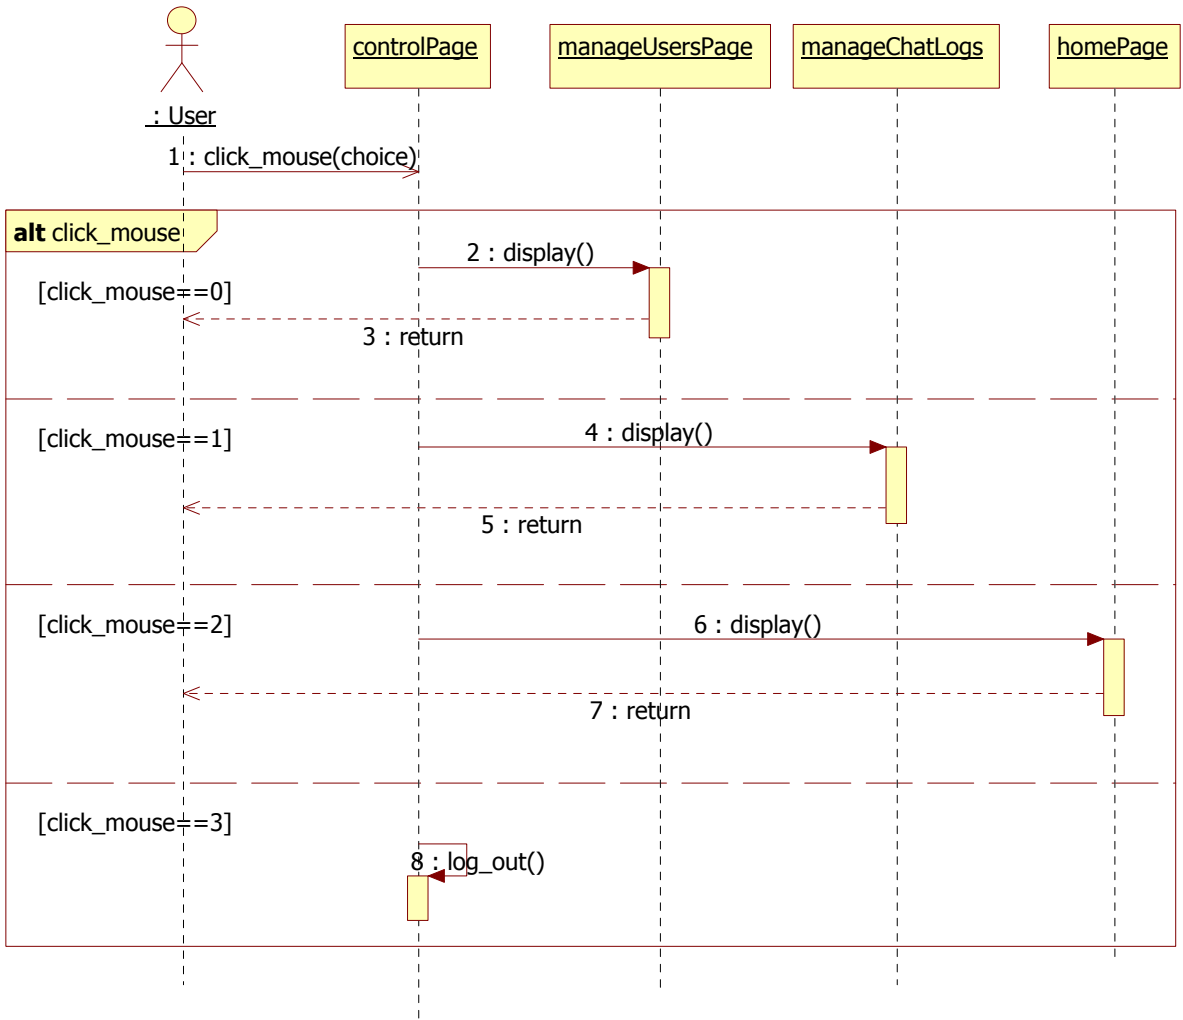 controlPage
manageUsersPage
manageChatLogs
homePage
: User
1 : click_mouse(choice)
alt click_mouse
2 : display()
[click_mouse==0]
3 : return
[click_mouse==1]
4 : display()
5 : return
[click_mouse==2]
6 : display()
7 : return
[click_mouse==3]
8 : log_out()